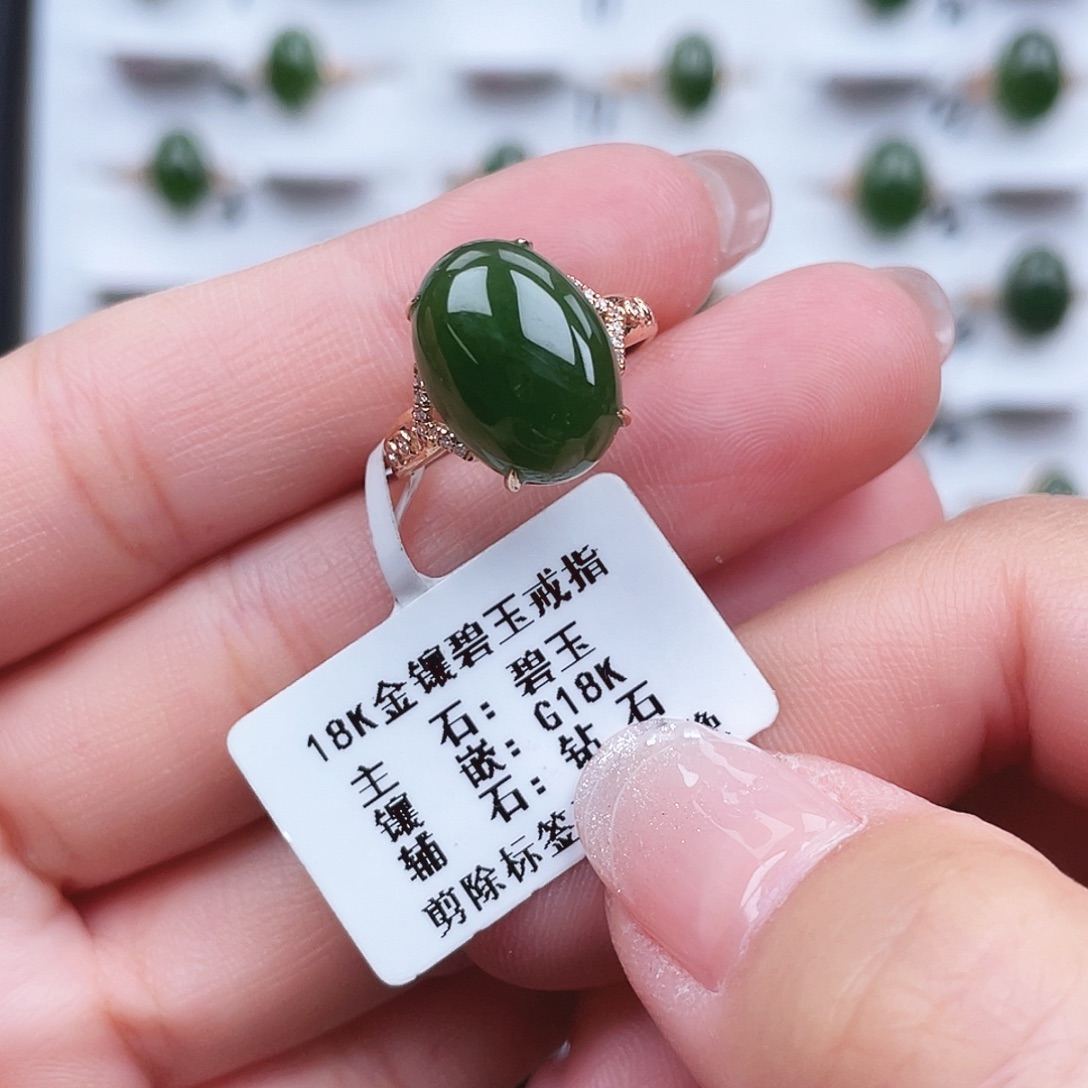 18K金镶碧玉戒指
主 石: 碧玉
镶 嵌: G18K
辅 石: 钻石
剪除标签